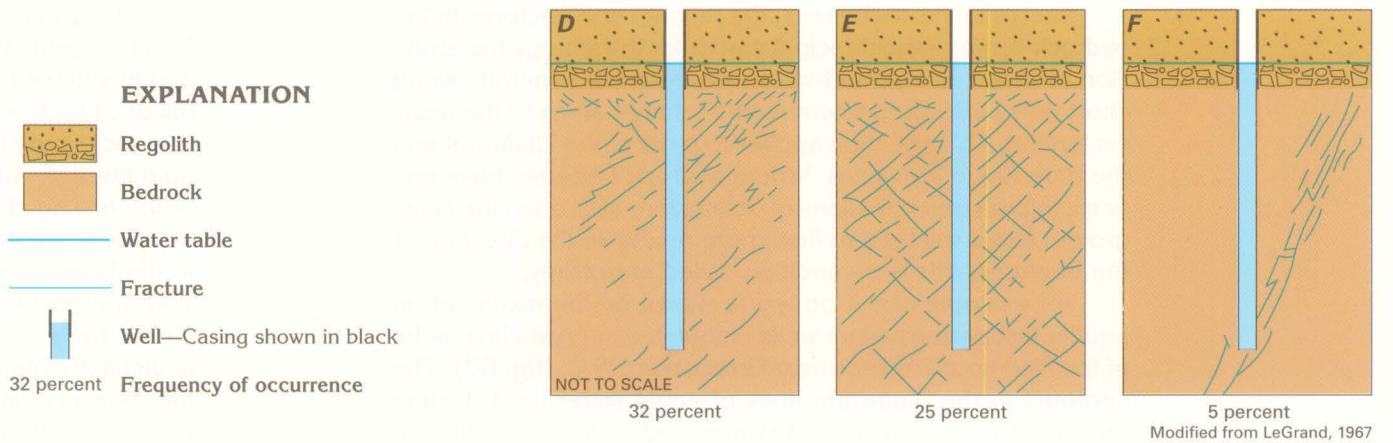 EXPLANATION
Regolith
Bedrock
Water table
Fracture
Well—Casing shown in black
32 percent Frequency of occurrence
D
E
F
NOT TO SCALE
32 percent
25 percent
5 percent
Modified from LeGrand, 1967